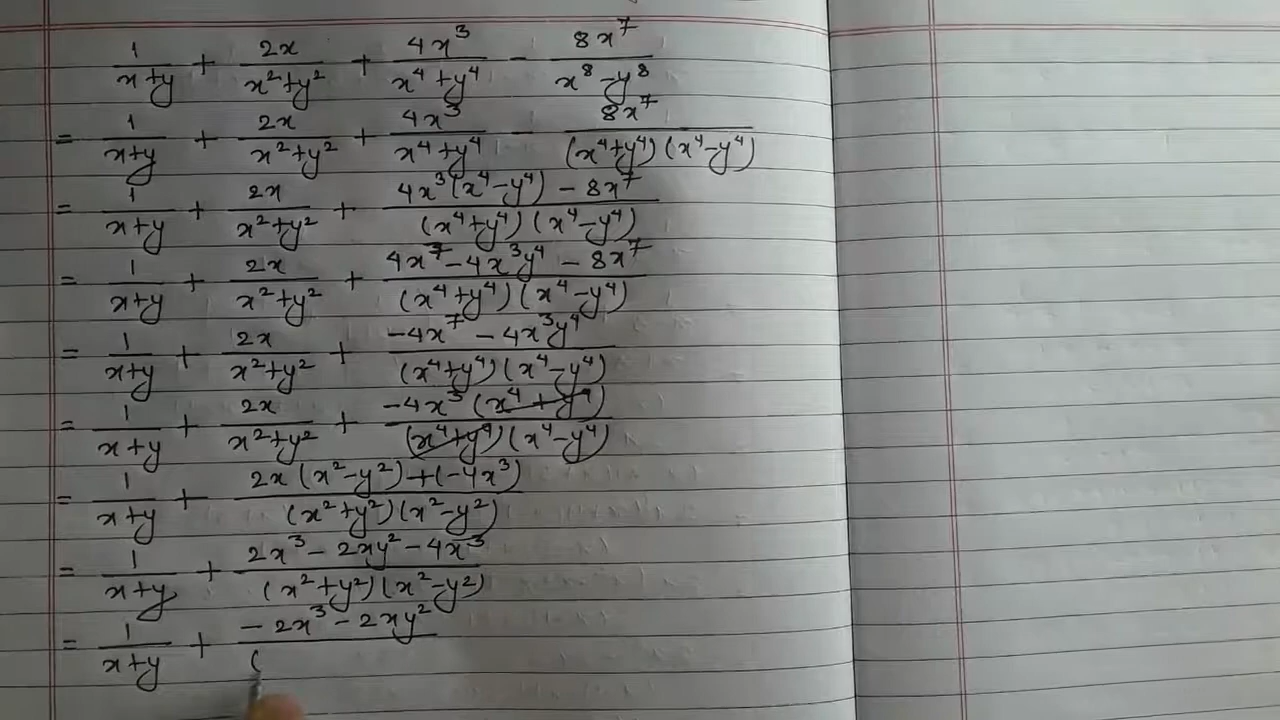 1/(x+y) + 2x/(x²+y²) + 4x³/(x⁴+y⁴) - 8x⁷/(x⁸-y⁸)
= 1/(x+y) + 2x/(x²+y²) + 4x³/(x⁴+y⁴) - 8x⁷/((x⁴+y⁴)(x⁴-y⁴))
= 1/(x+y) + 2x/(x²+y²) + (4x³(x⁴-y⁴) - 8x⁷)/((x⁴+y⁴)(x⁴-y⁴))
= 1/(x+y) + 2x/(x²+y²) + (4x⁷-4x³y⁴-8x⁷)/((x⁴+y⁴)(x⁴-y⁴))
= 1/(x+y) + 2x/(x²+y²) + (-4x⁷-4x³y⁴)/((x⁴+y⁴)(x⁴-y⁴))
= 1/(x+y) + 2x/(x²+y²) + (-4x³(x⁴+y⁴))/((x⁴+y⁴)(x⁴-y⁴))
= 1/(x+y) + (2x(x²-y²)+(-4x³))/((x²+y²)(x²-y²))
= 1/(x+y) + (2x³-2xy²-4x³)/((x²+y²)(x²-y²))
= 1/(x+y) + (-2x³-2xy²)/(